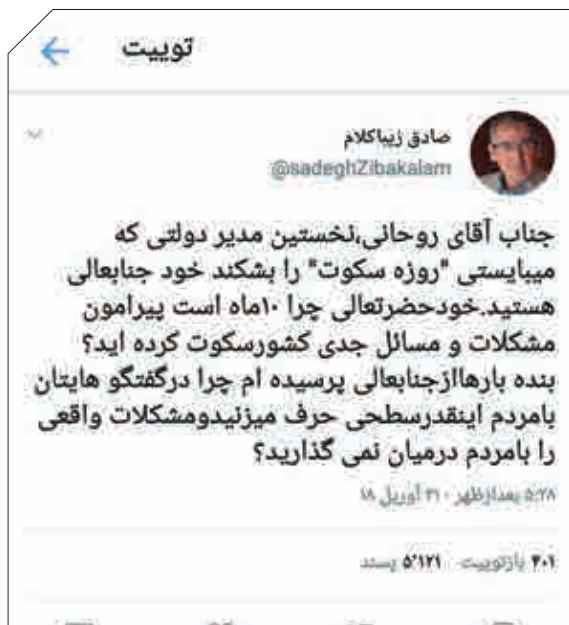 توییت
صادق زیباکلام
@sadeghZibakalam
جناب آقای روحانی،نخستین مدیر دولتی که
میبایستی "روزه سکوت" را بشکند خود جنابعالی
هستید.خودحضرتعالی چرا ۱۰ماه است پیرامون
مشکلات و مسائل جدی کشورسکوت کرده اید؟
بنده بارهاازجنابعالی پرسیده ام چرا درگفتگو هایتان
بامردم اینقدرسطحی حرف میزنیدومشکلات واقعی
را بامردم درمیان نمی گذارید؟
۵:۲۸ بعدازظهر · ۲۱ آوریل ۱۸
۴۰۱ بازتوییت ۵٬۱۲۱ پسند